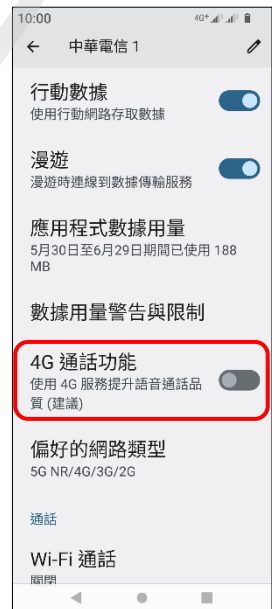 10:00 4G+
中華電信 1
行動數據
使用行動網路存取數據
漫遊
漫遊時連線到數據傳輸服務
應用程式數據用量
5月30日至6月29日期間已使用 188
MB
數據用量警告與限制
4G 通話功能
使用 4G 服務提升語音通話品
質 (建議)
偏好的網路類型
5G NR/4G/3G/2G
通話
Wi-Fi 通話
關閉